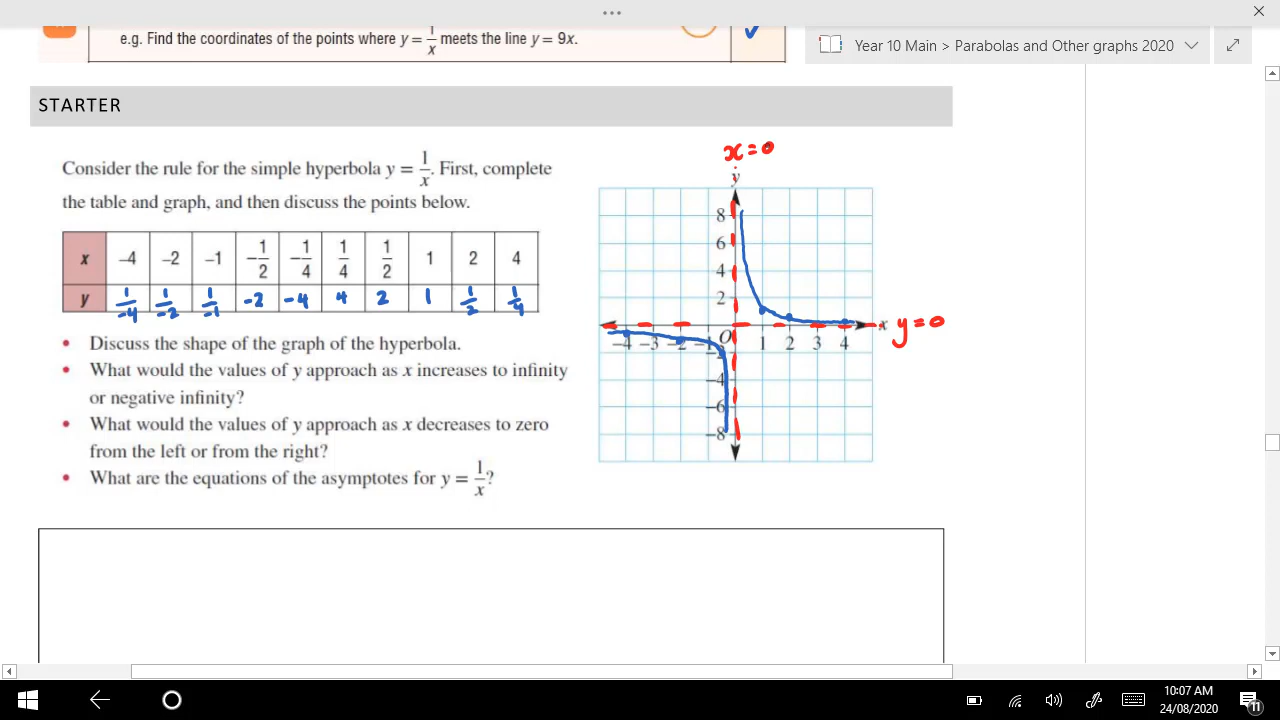 Year 10 Main > Parabolas and Other graphs 2020
e.g. Find the coordinates of the points where y = 1/x meets the line y = 9x.
STARTER
Consider the rule for the simple hyperbola y = 1/x. First, complete
the table and graph, and then discuss the points below.
x –4 –2 –1 –1/2 –1/4 1/4 1/2 1 2 4
y 1/-4 1/-2 1/-1 -2 -4 4 2 1 1/2 1/4
• Discuss the shape of the graph of the hyperbola.
• What would the values of y approach as x increases to infinity
or negative infinity?
• What would the values of y approach as x decreases to zero
from the left or from the right?
• What are the equations of the asymptotes for y = 1/x?
x = 0
y
8
6
4
2
x
y = 0
O
–4 –3 –2 –1 1 2 3 4
–2
–4
–6
–8
10:07 AM
24/08/2020
11